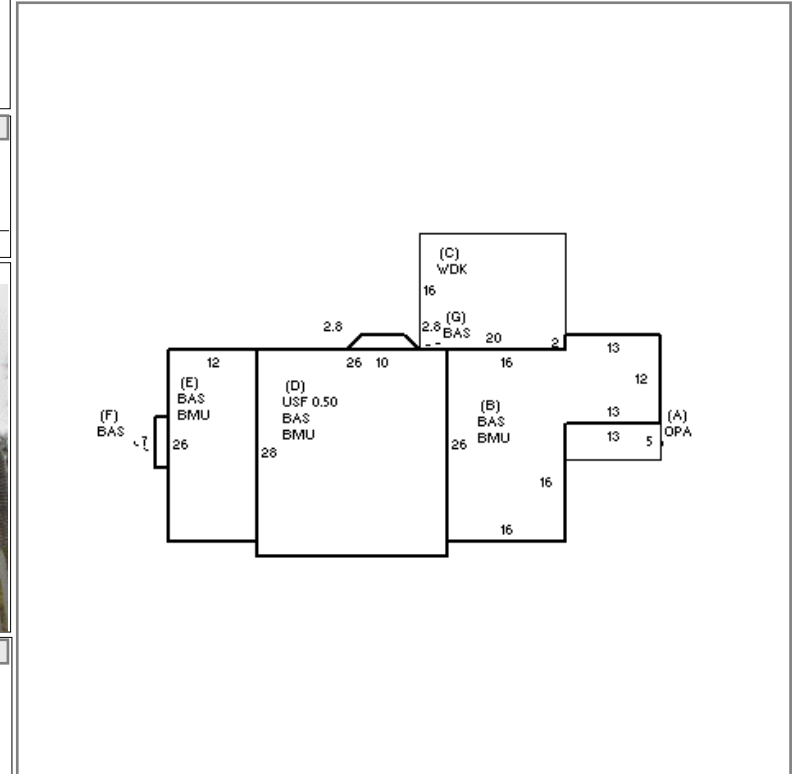 (C)
WDK
16
2.8
2.8
(G)
BAS
20
2
13
12
26
10
16
12
(E)
BAS
BMU
(D)
USF 0.50
BAS
BMU
(B)
BAS
BMU
13
(F)
BAS
(A)
OPA
13
5
26
28
26
16
16